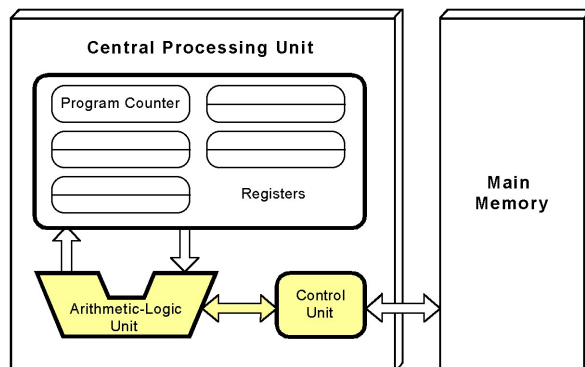 Central Processing Unit
Program Counter
Registers
Main
Memory
Arithmetic-Logic
Unit
Control
Unit